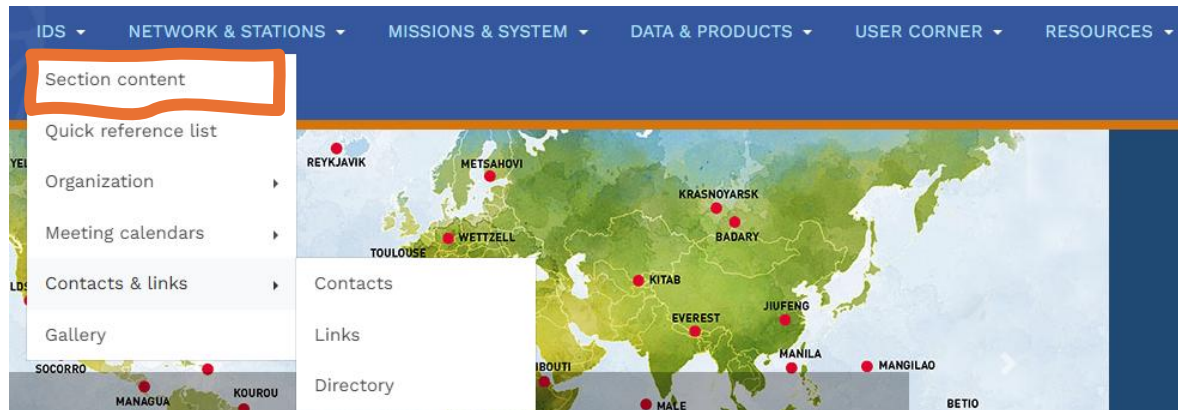 IDS NETWORK & STATIONS MISSIONS & SYSTEM DATA & PRODUCTS USER CORNER RESOURCES
Section content
Quick reference list
Organization
Meeting calendars
Contacts & links
Gallery
Contacts
Links
Directory
REYKJAVIK
METSAHOVI
KRASNOYARSK
BADARY
WETTZELL
TOULOUSE
KITAB
JIUFENG
EVEREST
MANILA
MANGILAO
SOCORRO
MANAGUA
KOUROU
MALE
BETIO